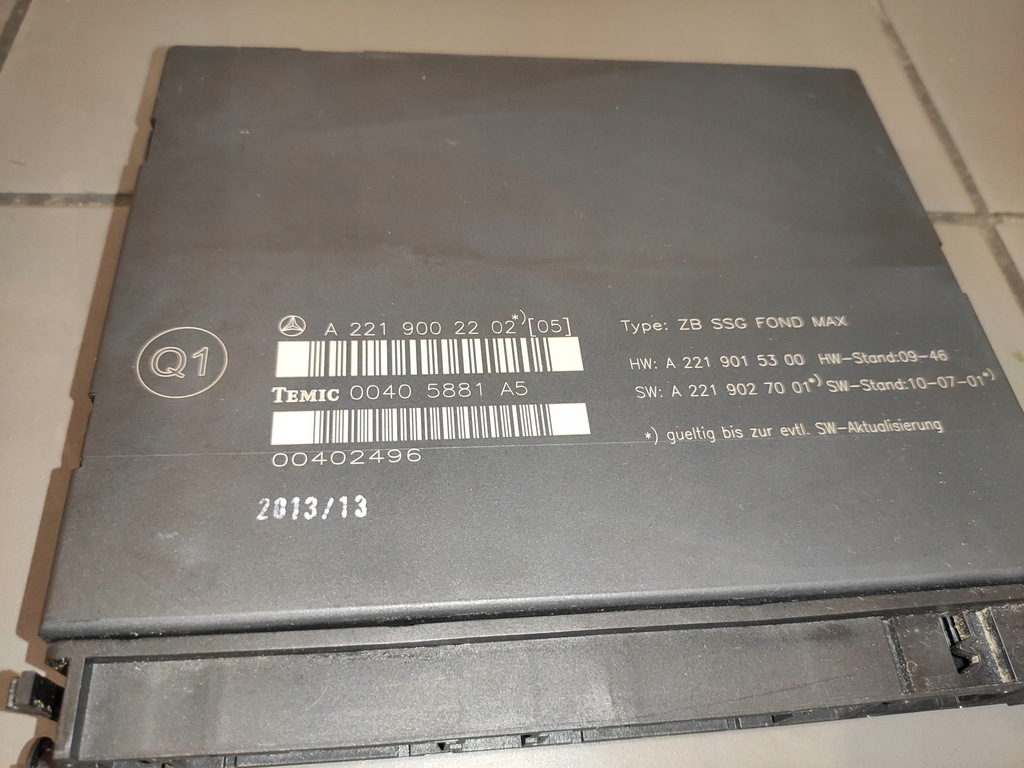 Q1
A 221 900 22 02*)[05]
TEMIC 0040 5881 A5
00402496
2013/13
Type: ZB SSG FOND MAX
HW: A 221 901 53 00 HW-Stand:09-46
SW: A 221 902 70 01*) SW-Stand:10-07-01*)
*) gueltig bis zur evtl. SW-Aktualisierung